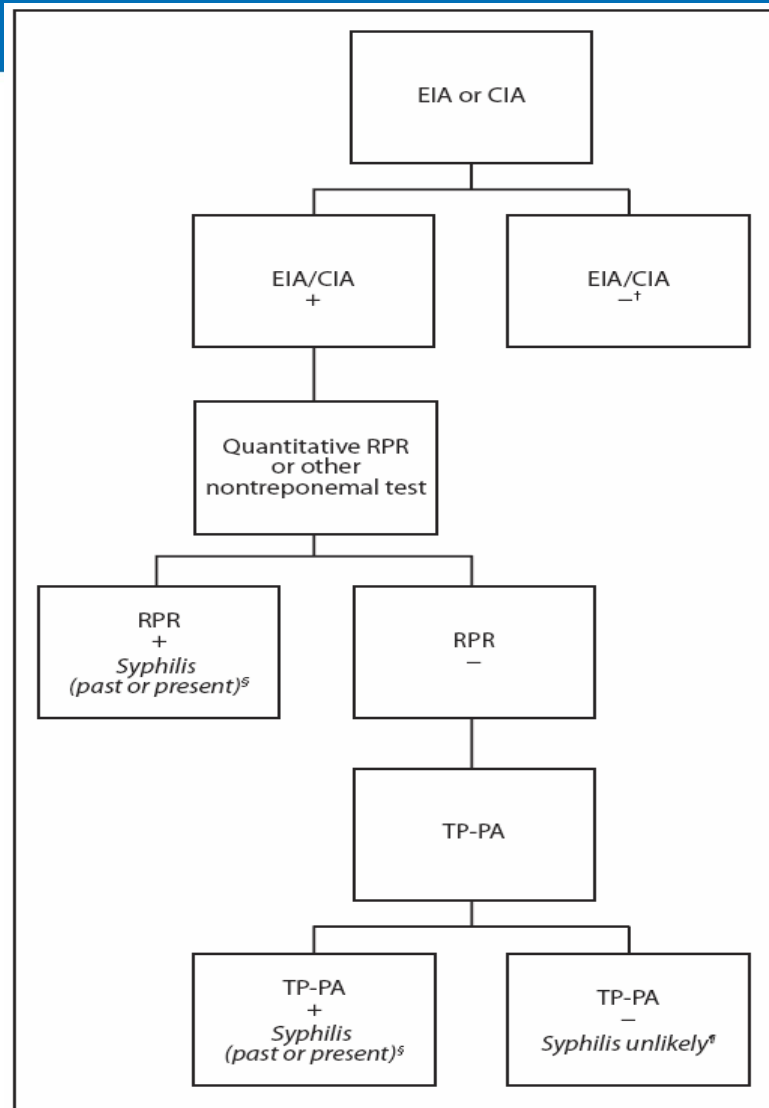 EIA or CIA
EIA/CIA
+
EIA/CIA
−†
Quantitative RPR
or other
nontreponemal test
RPR
+
Syphilis
(past or present)§
RPR
−
TP-PA
TP-PA
+
Syphilis
(past or present)§
TP-PA
−
Syphilis unlikely¶